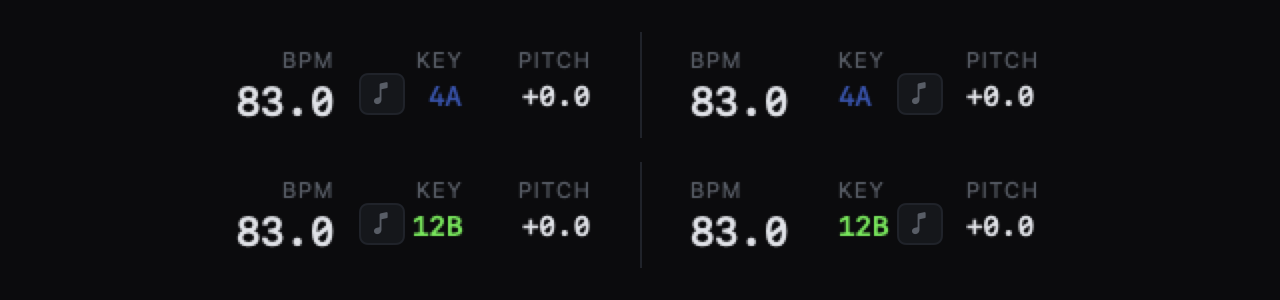 BPM KEY PITCH BPM KEY PITCH
83.0 4A +0.0 83.0 4A +0.0
BPM KEY PITCH BPM KEY PITCH
83.0 12B +0.0 83.0 12B +0.0